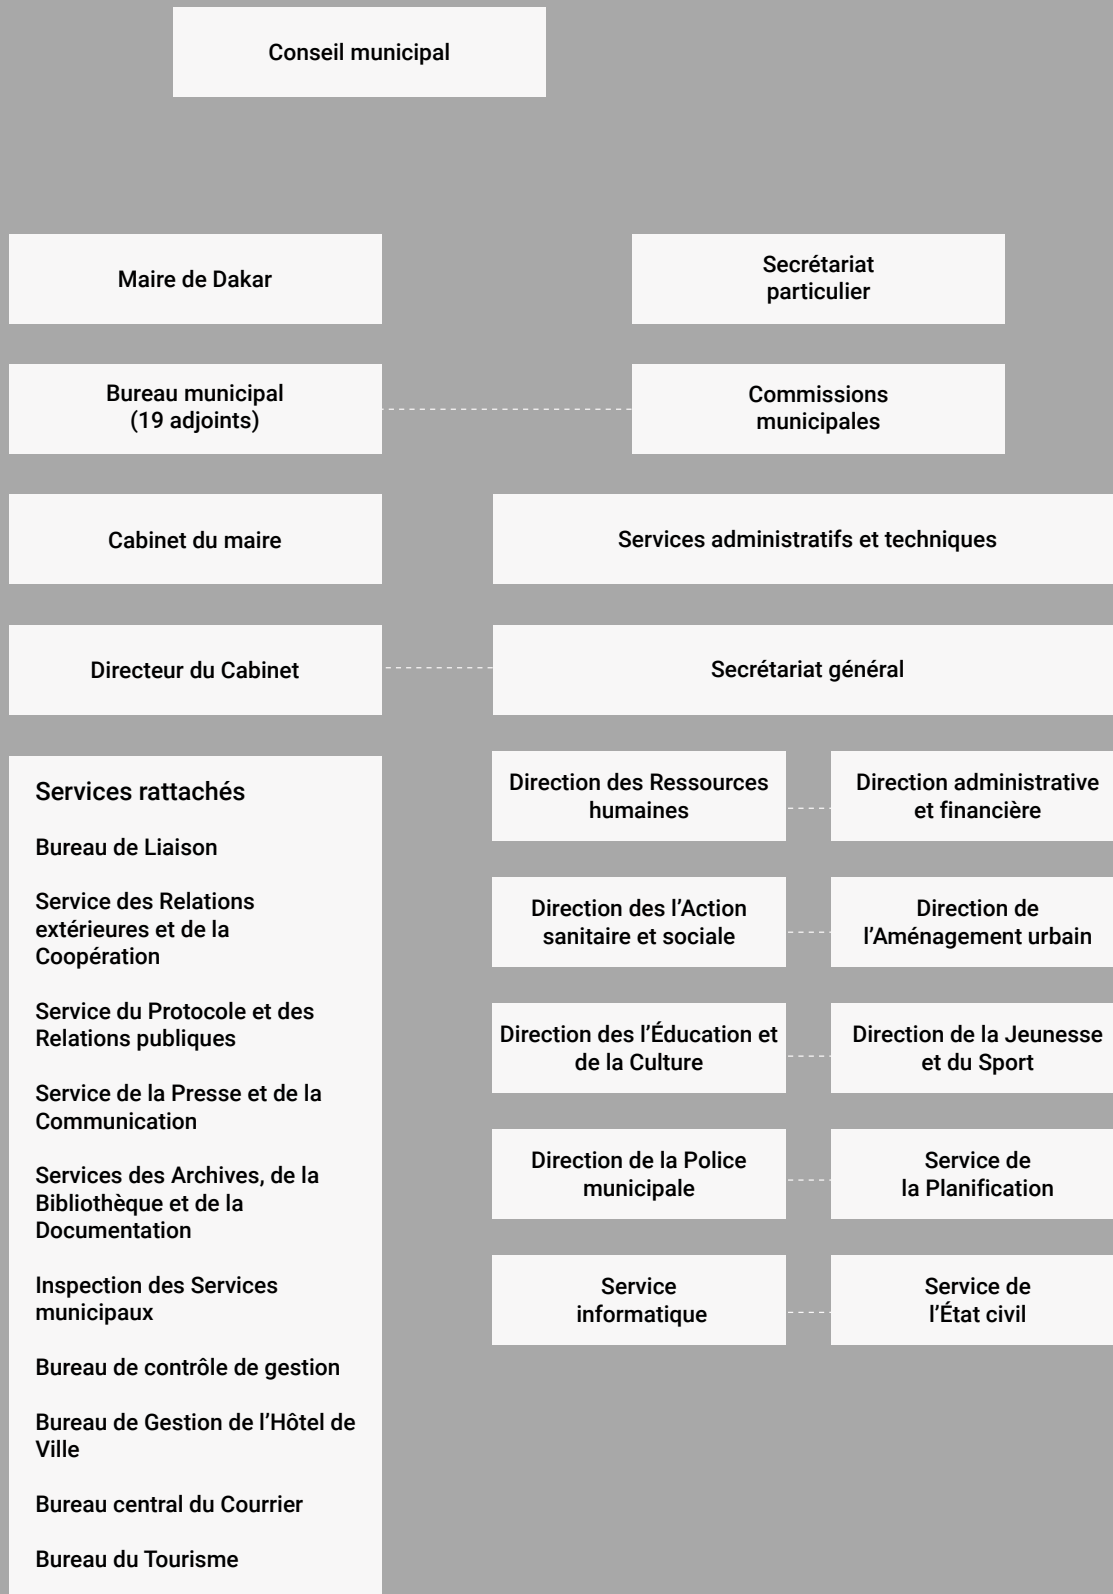 Conseil municipal
Maire de Dakar
Secrétariat
particulier
Bureau municipal
(19 adjoints)
Commissions
municipales
Cabinet du maire
Services administratifs et techniques
Directeur du Cabinet
Secrétariat général
Services rattachés
Bureau de Liaison
Service des Relations
extérieures et de la
Coopération
Service du Protocole et des
Relations publiques
Service de la Presse et de la
Communication
Services des Archives, de la
Bibliothèque et de la
Documentation
Inspection des Services
municipaux
Bureau de contrôle de gestion
Bureau de Gestion de l’Hôtel de
Ville
Bureau central du Courrier
Bureau du Tourisme
Direction des Ressources
humaines
Direction administrative
et financière
Direction des l’Action
sanitaire et sociale
Direction de
l’Aménagement urbain
Direction des l’Éducation et
de la Culture
Direction de la Jeunesse
et du Sport
Direction de la Police
municipale
Service de
la Planification
Service
informatique
Service de
l’État civil